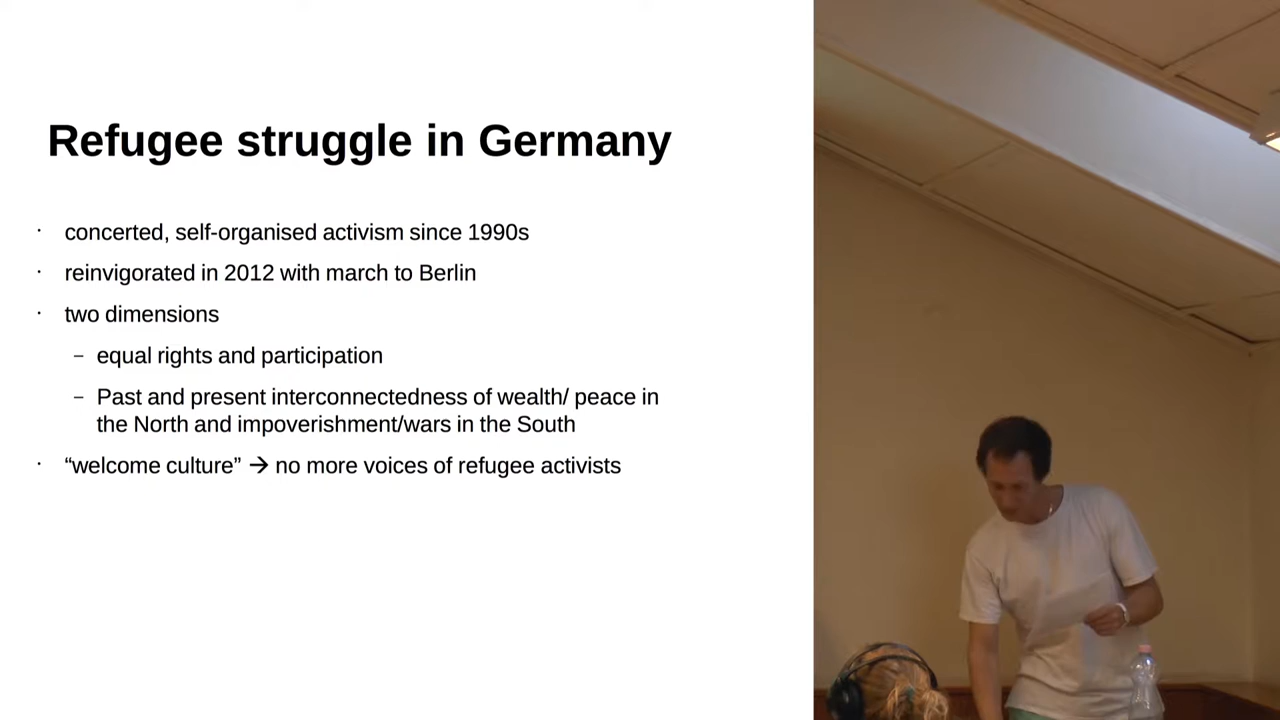 Refugee struggle in Germany
· concerted, self-organised activism since 1990s
· reinvigorated in 2012 with march to Berlin
· two dimensions
– equal rights and participation
– Past and present interconnectedness of wealth/ peace in
the North and impoverishment/wars in the South
· “welcome culture” → no more voices of refugee activists